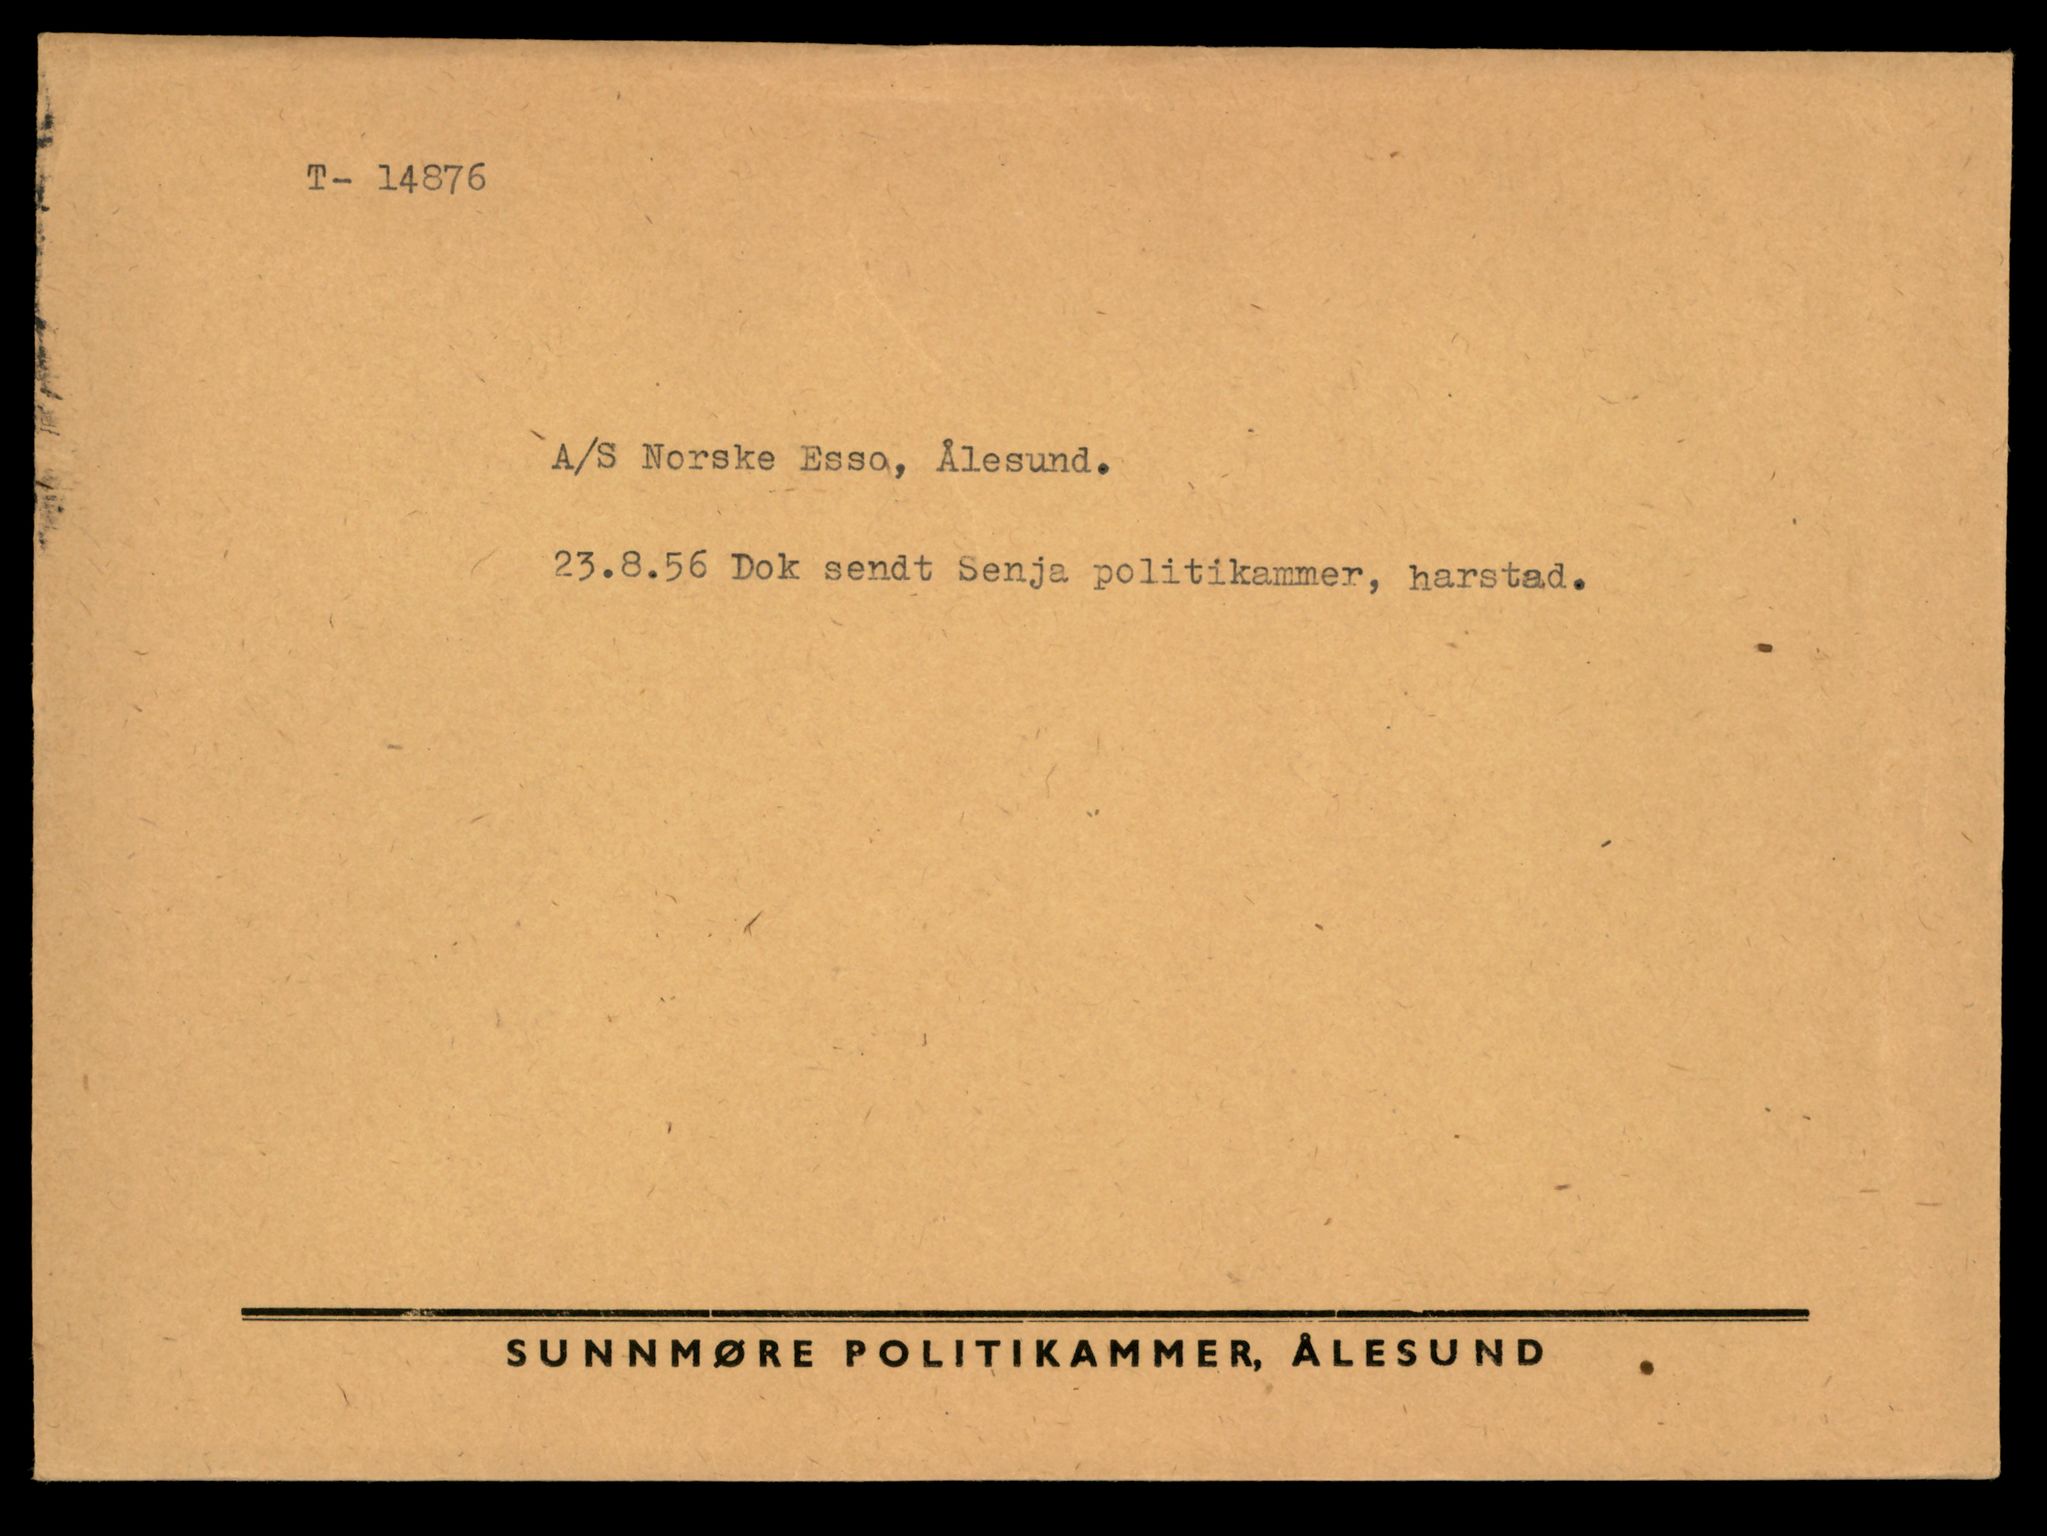 T- 14876
A/S Norske Esso, Ålesund.
23.8.56 Dok sendt Senja politikammer, harstad.
SUNNMØRE POLITIKAMMER, ÅLESUND